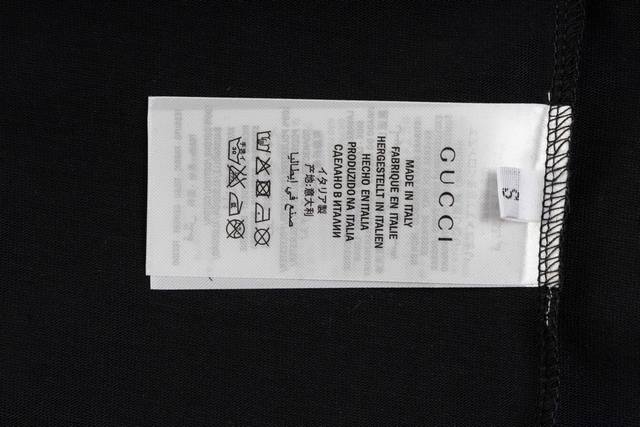 S
GUCCI
MADE IN ITALY
FABRIQUE EN ITALIE
HERGESTELLT IN ITALIEN
HECHO EN ITALIA
PRODUZIDO NA ITALIA
СДЕЛАНО В ИТАЛИИ
イタリア製
产地:意大利
صنع في إيطاليا